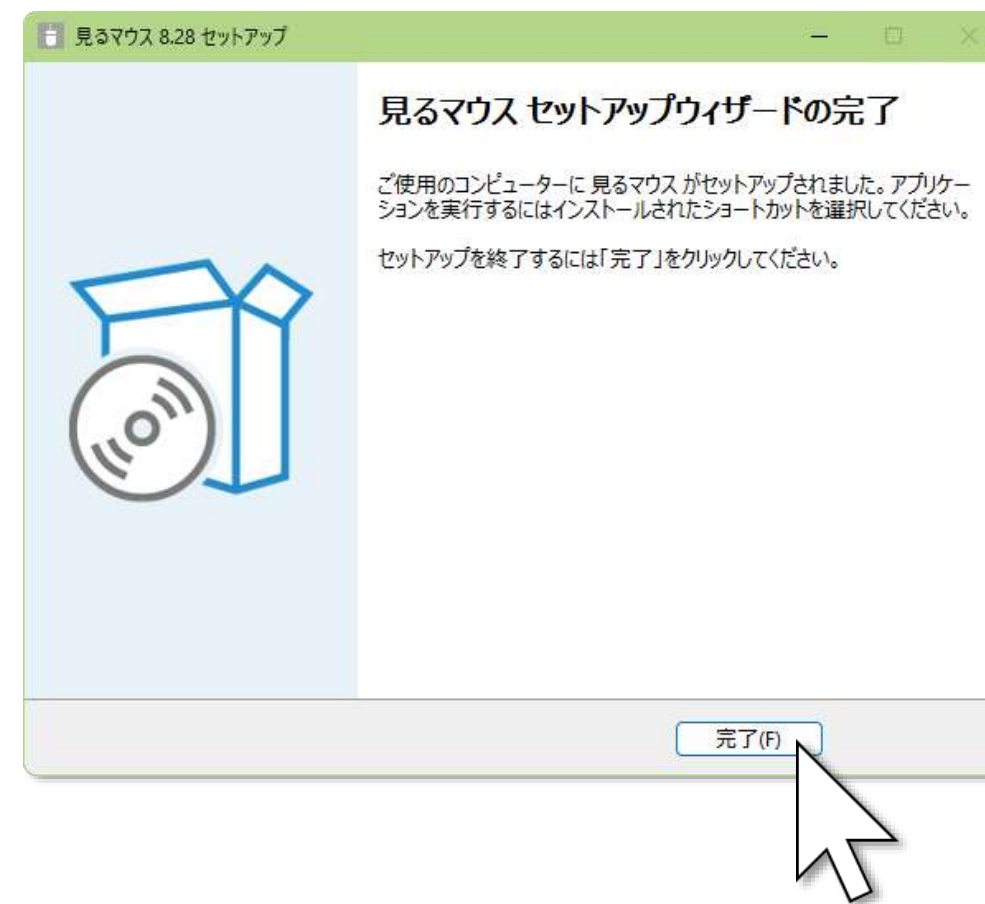 見るマウス 8.28 セットアップ
見るマウス セットアップウィザードの完了
ご使用のコンピューターに 見るマウス がセットアップされました。アプリケー
ションを実行するにはインストールされたショートカットを選択してください。
セットアップを終了するには「完了」をクリックしてください。
完了(F)